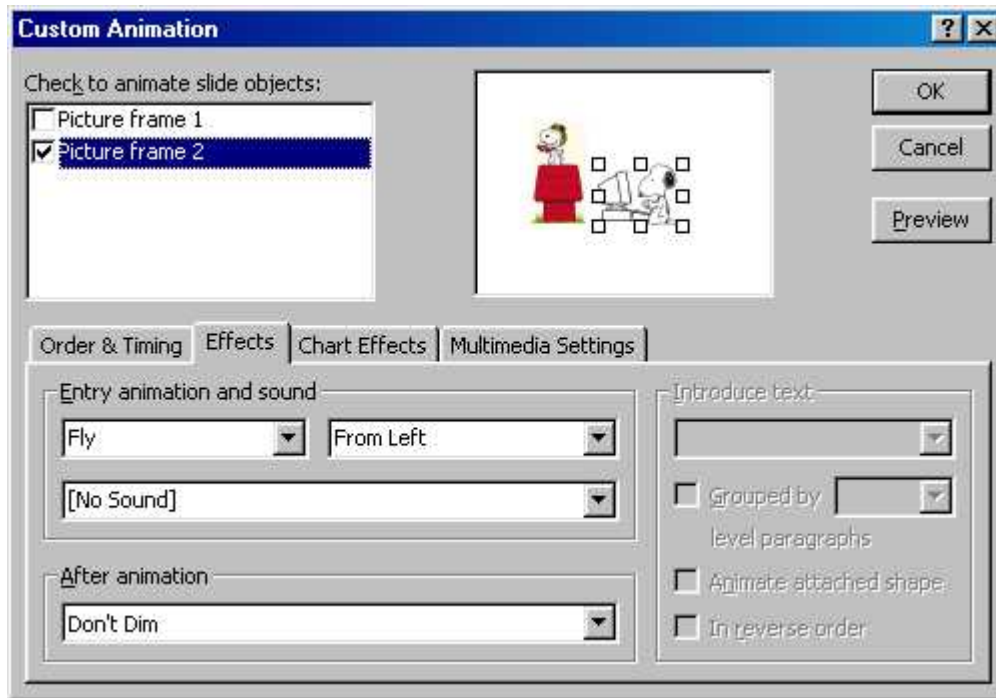 Custom Animation
Check to animate slide objects:
Picture frame 1
Picture frame 2
OK
Cancel
Preview
Order & Timing
Effects
Chart Effects
Multimedia Settings
Entry animation and sound
Fly
From Left
[No Sound]
After animation
Don't Dim
Introduce text
Grouped by
level paragraphs
Animate attached shape
In reverse order